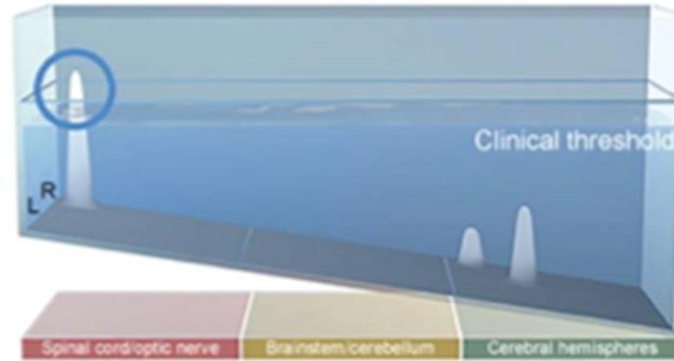 Clinical threshold
L R
Spinal cord/optic nerve
Brainstem/cerebellum
Cerebral hemispheres